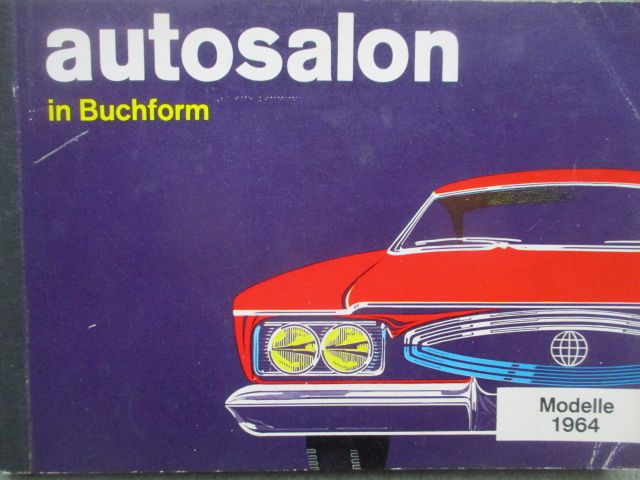 autosalon
in Buchform
Modelle
1964